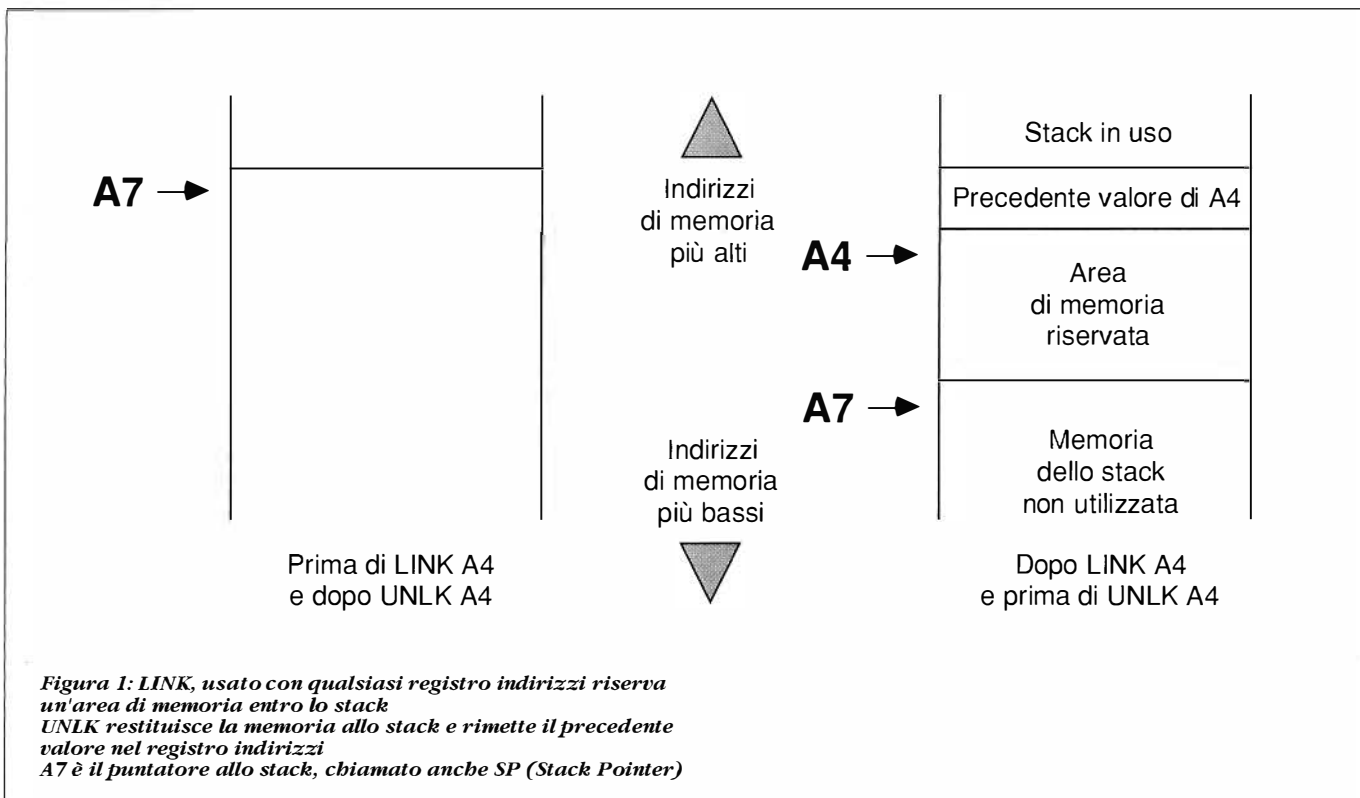 A7
Prima di LINK A4
e dopo UNLK A4
Indirizzi
di memoria
più alti
Indirizzi
di memoria
più bassi
Stack in uso
Precedente valore di A4
A4
Area
di memoria
riservata
A7
Memoria
dello stack
non utilizzata
Dopo LINK A4
e prima di UNLK A4
Figura 1: LINK, usato con qualsiasi registro indirizzi riserva
un'area di memoria entro lo stack
UNLK restituisce la memoria allo stack e rimette il precedente
valore nel registro indirizzi
A7 è il puntatore allo stack, chiamato anche SP (Stack Pointer)